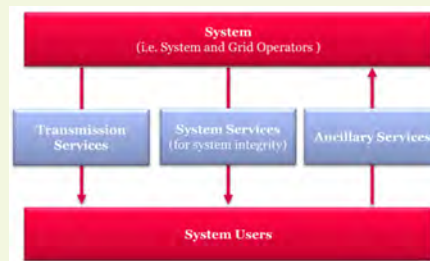 System
(i.e. System and Grid Operators )
Transmission
Services
System Services
(for system integrity)
Ancillary Services
System Users